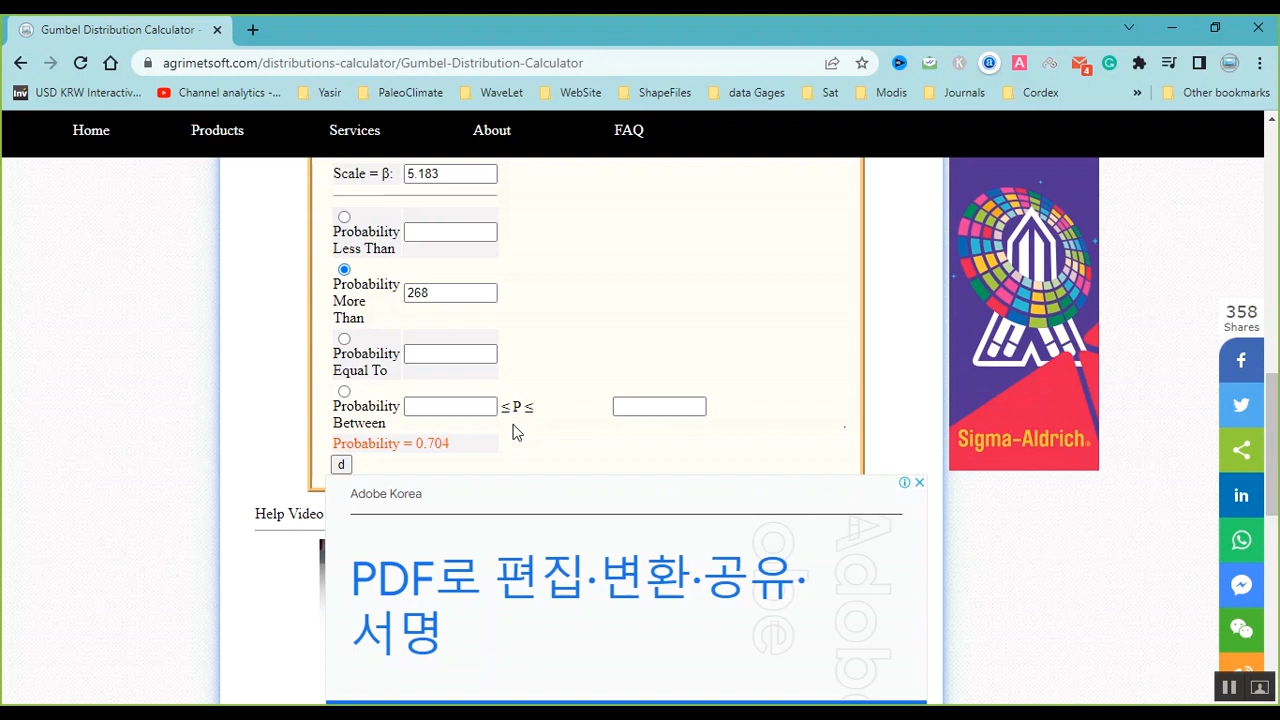 Gumbel Distribution Calculator -
agrimetsoft.com/distributions-calculator/Gumbel-Distribution-Calculator
4
USD KRW Interactiv...
Channel analytics -...
Yasir
PaleoClimate
WaveLet
WebSite
ShapeFiles
data Gages
Sat
Modis
Journals
Cordex
»
Other bookmarks
Home
Products
Services
About
FAQ
Scale = β: 5.183
Probability
Less Than
Probability
More
Than
268
Probability
Equal To
Probability
Between
≤ P ≤
Probability = 0.704
d
Help Video
Adobe Korea
PDF로 편집·변환·공유·
서명
Adobe
Sigma-Aldrich
358
Shares